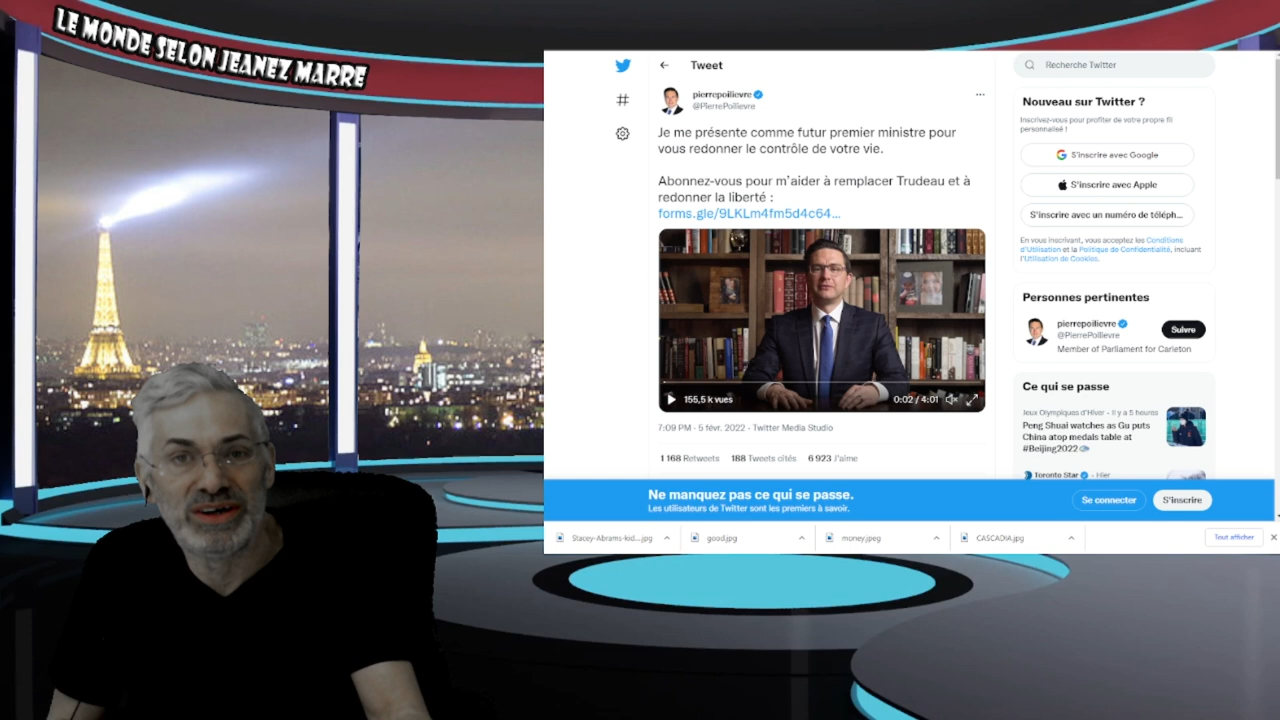 LE MONDE SELON JEANEZ MARRE
Tweet
pierrepoilievre
@PierrePoilievre
Je me présente comme futur premier ministre pour
vous redonner le contrôle de votre vie.
Abonnez-vous pour m'aider à remplacer Trudeau et à
redonner la liberté :
forms.gle/9LKLm4fm5d4c64...
155,5 k vues
0:02 / 4:01
7:09 PM · 5 févr. 2022 · Twitter Media Studio
1 168 Retweets 188 Tweets cités 6 923 J'aime
Recherche Twitter
Nouveau sur Twitter ?
Inscrivez-vous pour profiter de votre propre fil
personnalisé !
S'inscrire avec Google
S'inscrire avec Apple
S'inscrire avec un numéro de téléph...
En vous inscrivant, vous acceptez les Conditions
d'Utilisation et la Politique de Confidentialité, incluant
l'Utilisation de Cookies.
Personnes pertinentes
pierrepoilievre
@PierrePoilievre
Suivre
Member of Parliament for Carleton
Ce qui se passe
Jeux Olympiques d'Hiver · Il y a 5 heures
Peng Shuai watches as Gu puts
China atop medals table at
#Beijing2022
Toronto Star · Hier
Ne manquez pas ce qui se passe.
Les utilisateurs de Twitter sont les premiers à savoir.
Se connecter
S'inscrire
Stacey-Abrams-kid....jpg
good.jpg
money.jpeg
CASCADIA.jpg
Tout afficher